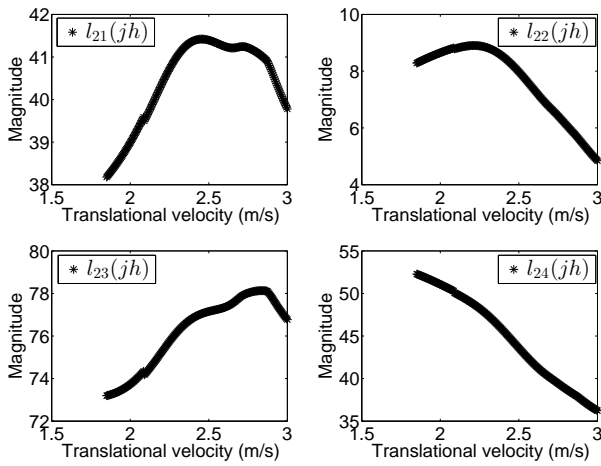 ∗ l₂₁(jh)
Magnitude
42
41
40
39
38
1.5 2 2.5 3
Translational velocity (m/s)
∗ l₂₂(jh)
Magnitude
10
8
6
4
1.5 2 2.5 3
Translational velocity (m/s)
∗ l₂₃(jh)
Magnitude
80
78
76
74
72
1.5 2 2.5 3
Translational velocity (m/s)
∗ l₂₄(jh)
Magnitude
55
50
45
40
35
1.5 2 2.5 3
Translational velocity (m/s)